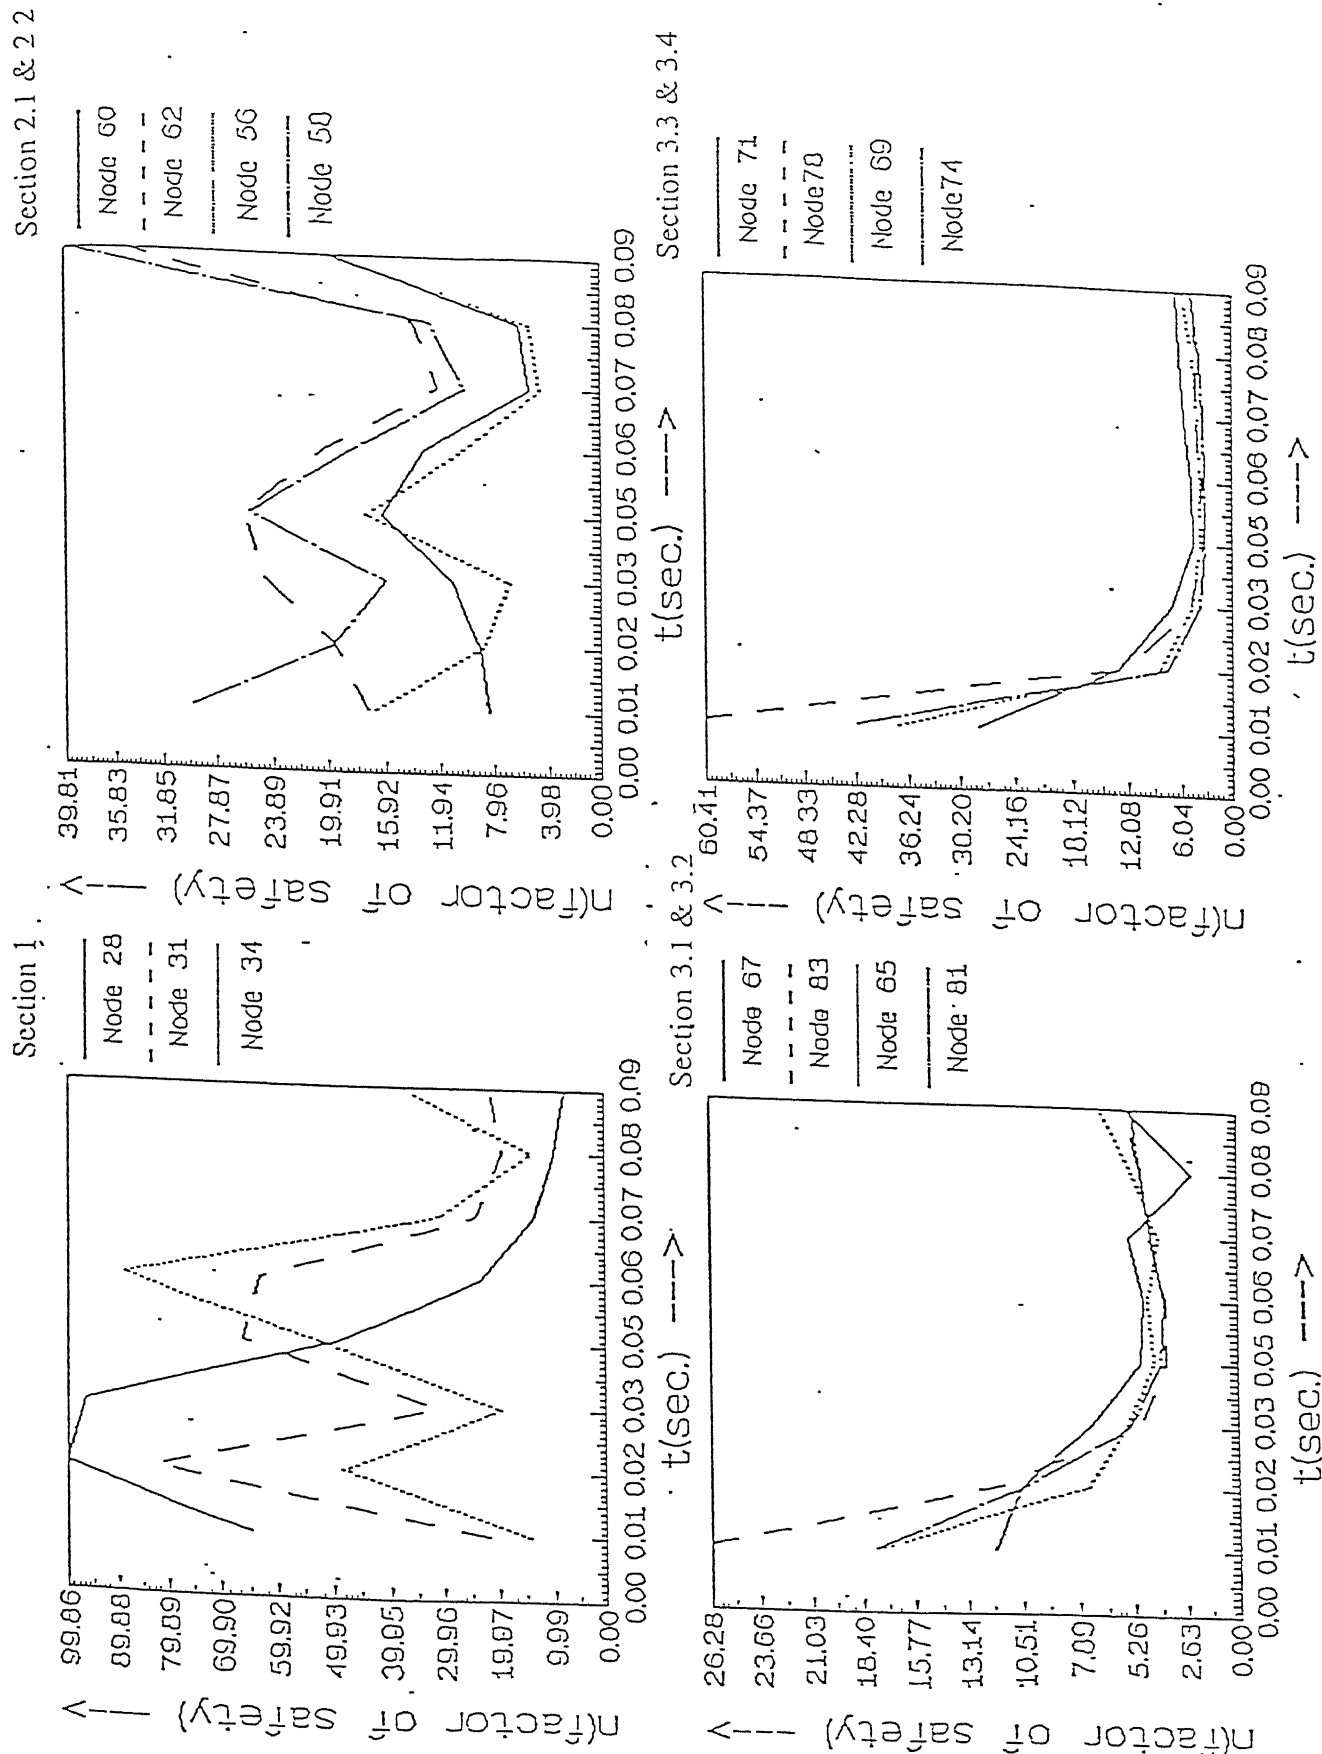 Section 1
Node 28
Node 31
Node 34
99.86
89.88
79.89
69.90
59.92
49.93
39.95
29.96
19.97
9.99
0.00
0.00 0.01 0.02 0.03 0.05 0.06 0.07 0.08 0.09
t(sec.) --->
n(factor of safety) --->
Section 2.1 & 2 2
Node 60
Node 62
Node 56
Node 58
39.81
35.83
31.85
27.87
23.89
19.91
15.92
11.94
7.96
3.98
0.00
0.00 0.01 0.02 0.03 0.05 0.06 0.07 0.08 0.09
t(sec.) --->
n(factor of safety) --->
Section 3.1 & 3.2
Node 67
Node 83
Node 65
Node 81
26.28
23.66
21.03
18.40
15.77
13.14
10.51
7.89
5.26
2.63
0.00
0.00 0.01 0.02 0.03 0.05 0.06 0.07 0.08 0.09
t(sec.) --->
n(factor of safety) --->
Section 3.3 & 3.4
Node 71
Node78
Node 69
Node74
60.41
54.37
48.33
42.28
36.24
30.20
24.16
18.12
12.08
6.04
0.00
0.00 0.01 0.02 0.03 0.05 0.06 0.07 0.08 0.09
t(sec.) --->
n(factor of safety) --->